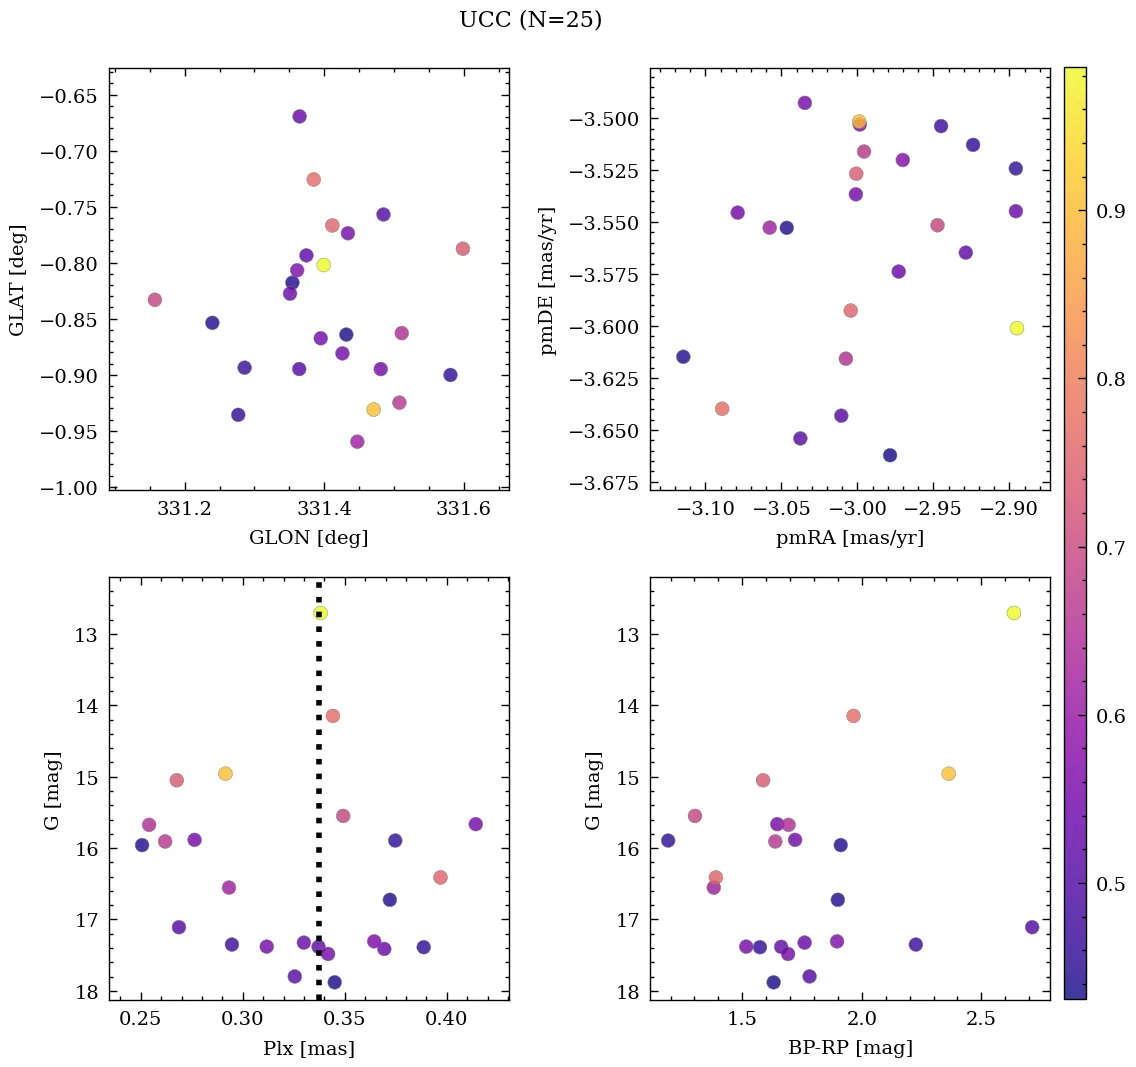 UCC (N=25)
−0.65
−0.70
−0.75
−0.80
−0.85
−0.90
−0.95
−1.00
GLAT [deg]
331.2 331.4 331.6
GLON [deg]
−3.500
−3.525
−3.550
−3.575
−3.600
−3.625
−3.650
−3.675
pmDE [mas/yr]
−3.10 −3.05 −3.00 −2.95 −2.90
pmRA [mas/yr]
13
14
15
16
17
18
G [mag]
0.25 0.30 0.35 0.40
Plx [mas]
13
14
15
16
17
18
G [mag]
1.5 2.0 2.5
BP-RP [mag]
0.9
0.8
0.7
0.6
0.5